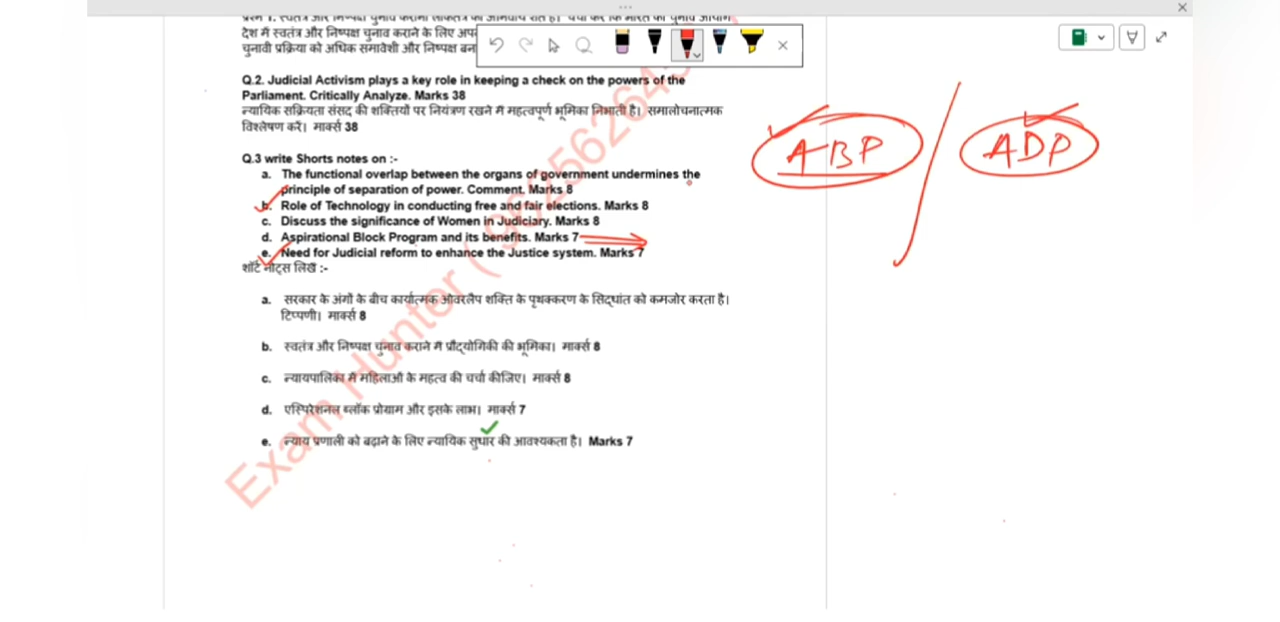 देश में स्वतंत्र और निष्पक्ष चुनाव कराने के लिए अप
चुनावी प्रक्रिया को अधिक समावेशी और निष्पक्ष बना
Q.2. Judicial Activism plays a key role in keeping a check on the powers of the
Parliament. Critically Analyze. Marks 38
न्यायिक सक्रियता संसद की शक्तियों पर नियंत्रण रखने में महत्वपूर्ण भूमिका निभाती है। समालोचनात्मक
विश्लेषण करें। मार्क्स 38
Q.3 write Shorts notes on :-
a. The functional overlap between the organs of government undermines the
principle of separation of power. Comment. Marks 8
b. Role of Technology in conducting free and fair elections. Marks 8
c. Discuss the significance of Women in Judiciary. Marks 8
d. Aspirational Block Program and its benefits. Marks 7
e. Need for Judicial reform to enhance the Justice system. Marks 7
शॉर्ट नोट्स लिखें :-
a. सरकार के अंगों के बीच कार्यात्मक ओवरलैप शक्ति के पृथक्करण के सिद्धांत को कमजोर करता है।
टिप्पणी। मार्क्स 8
b. स्वतंत्र और निष्पक्ष चुनाव कराने में प्रौद्योगिकी की भूमिका। मार्क्स 8
c. न्यायपालिका में महिलाओं के महत्व की चर्चा कीजिए। मार्क्स 8
d. एस्पिरेशनल ब्लॉक प्रोग्राम और इसके लाभ। मार्क्स 7
e. न्याय प्रणाली को बढ़ाने के लिए न्यायिक सुधार की आवश्यकता है। Marks 7
ABP / ADP
Exam Hunter (